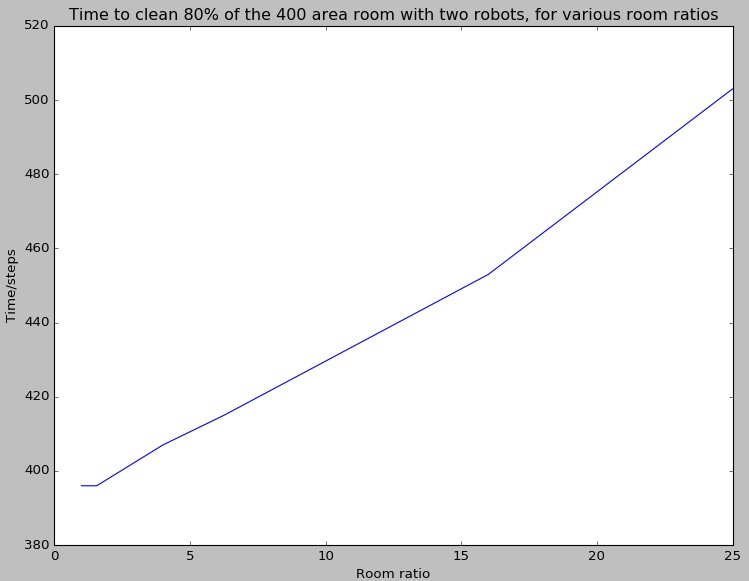 Time to clean 80% of the 400 area room with two robots, for various room ratios
520
500
480
460
440
420
400
380
Time/steps
0 5 10 15 20 25
Room ratio